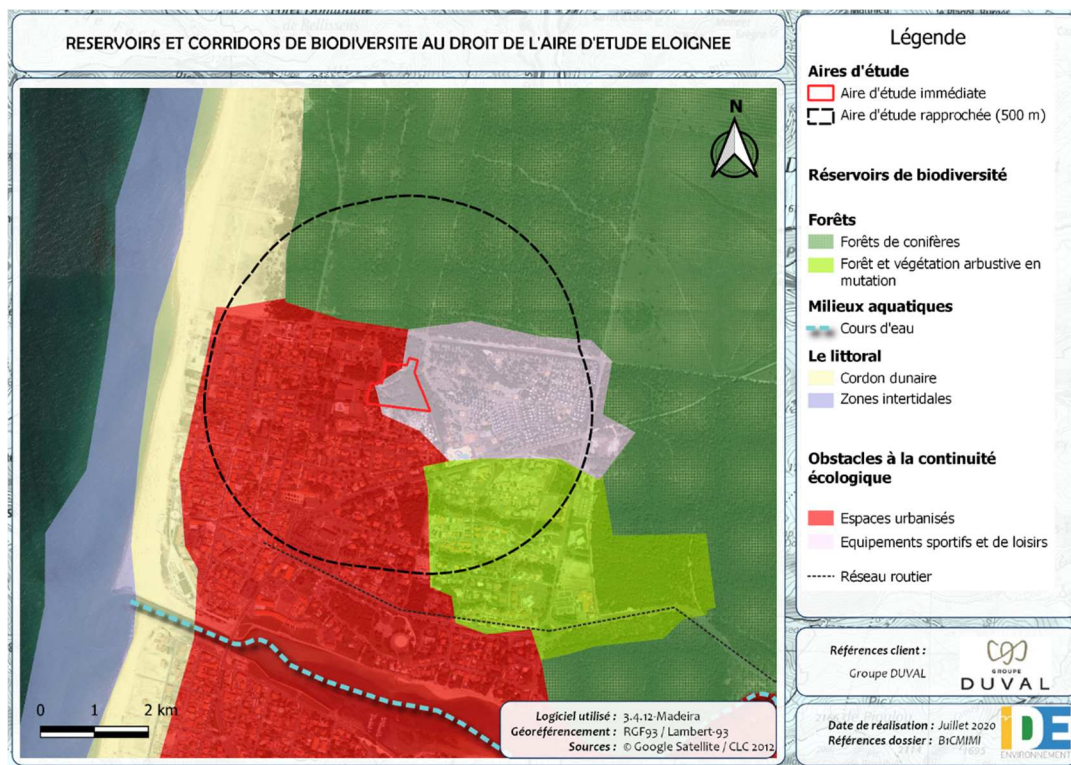 RESERVOIRS ET CORRIDORS DE BIODIVERSITE AU DROIT DE L'AIRE D'ETUDE ELOIGNEE
N
0 1 2 km
Logiciel utilisé : 3.4.12-Madeira
Géoréférencement : RGF93 / Lambert-93
Sources : © Google Satellite / CLC 2012
Légende
Aires d'étude
Aire d'étude immédiate
Aire d'étude rapprochée (500 m)
Réservoirs de biodiversité
Forêts
Forêts de conifères
Forêt et végétation arbustive en
mutation
Milieux aquatiques
Cours d'eau
Le littoral
Cordon dunaire
Zones intertidales
Obstacles à la continuité
écologique
Espaces urbanisés
Equipements sportifs et de loisirs
Réseau routier
Références client :
Groupe DUVAL
GROUPE
DUVAL
Date de réalisation : Juillet 2020
Références dossier : B1CMIMI
IDE
ENVIRONNEMENT